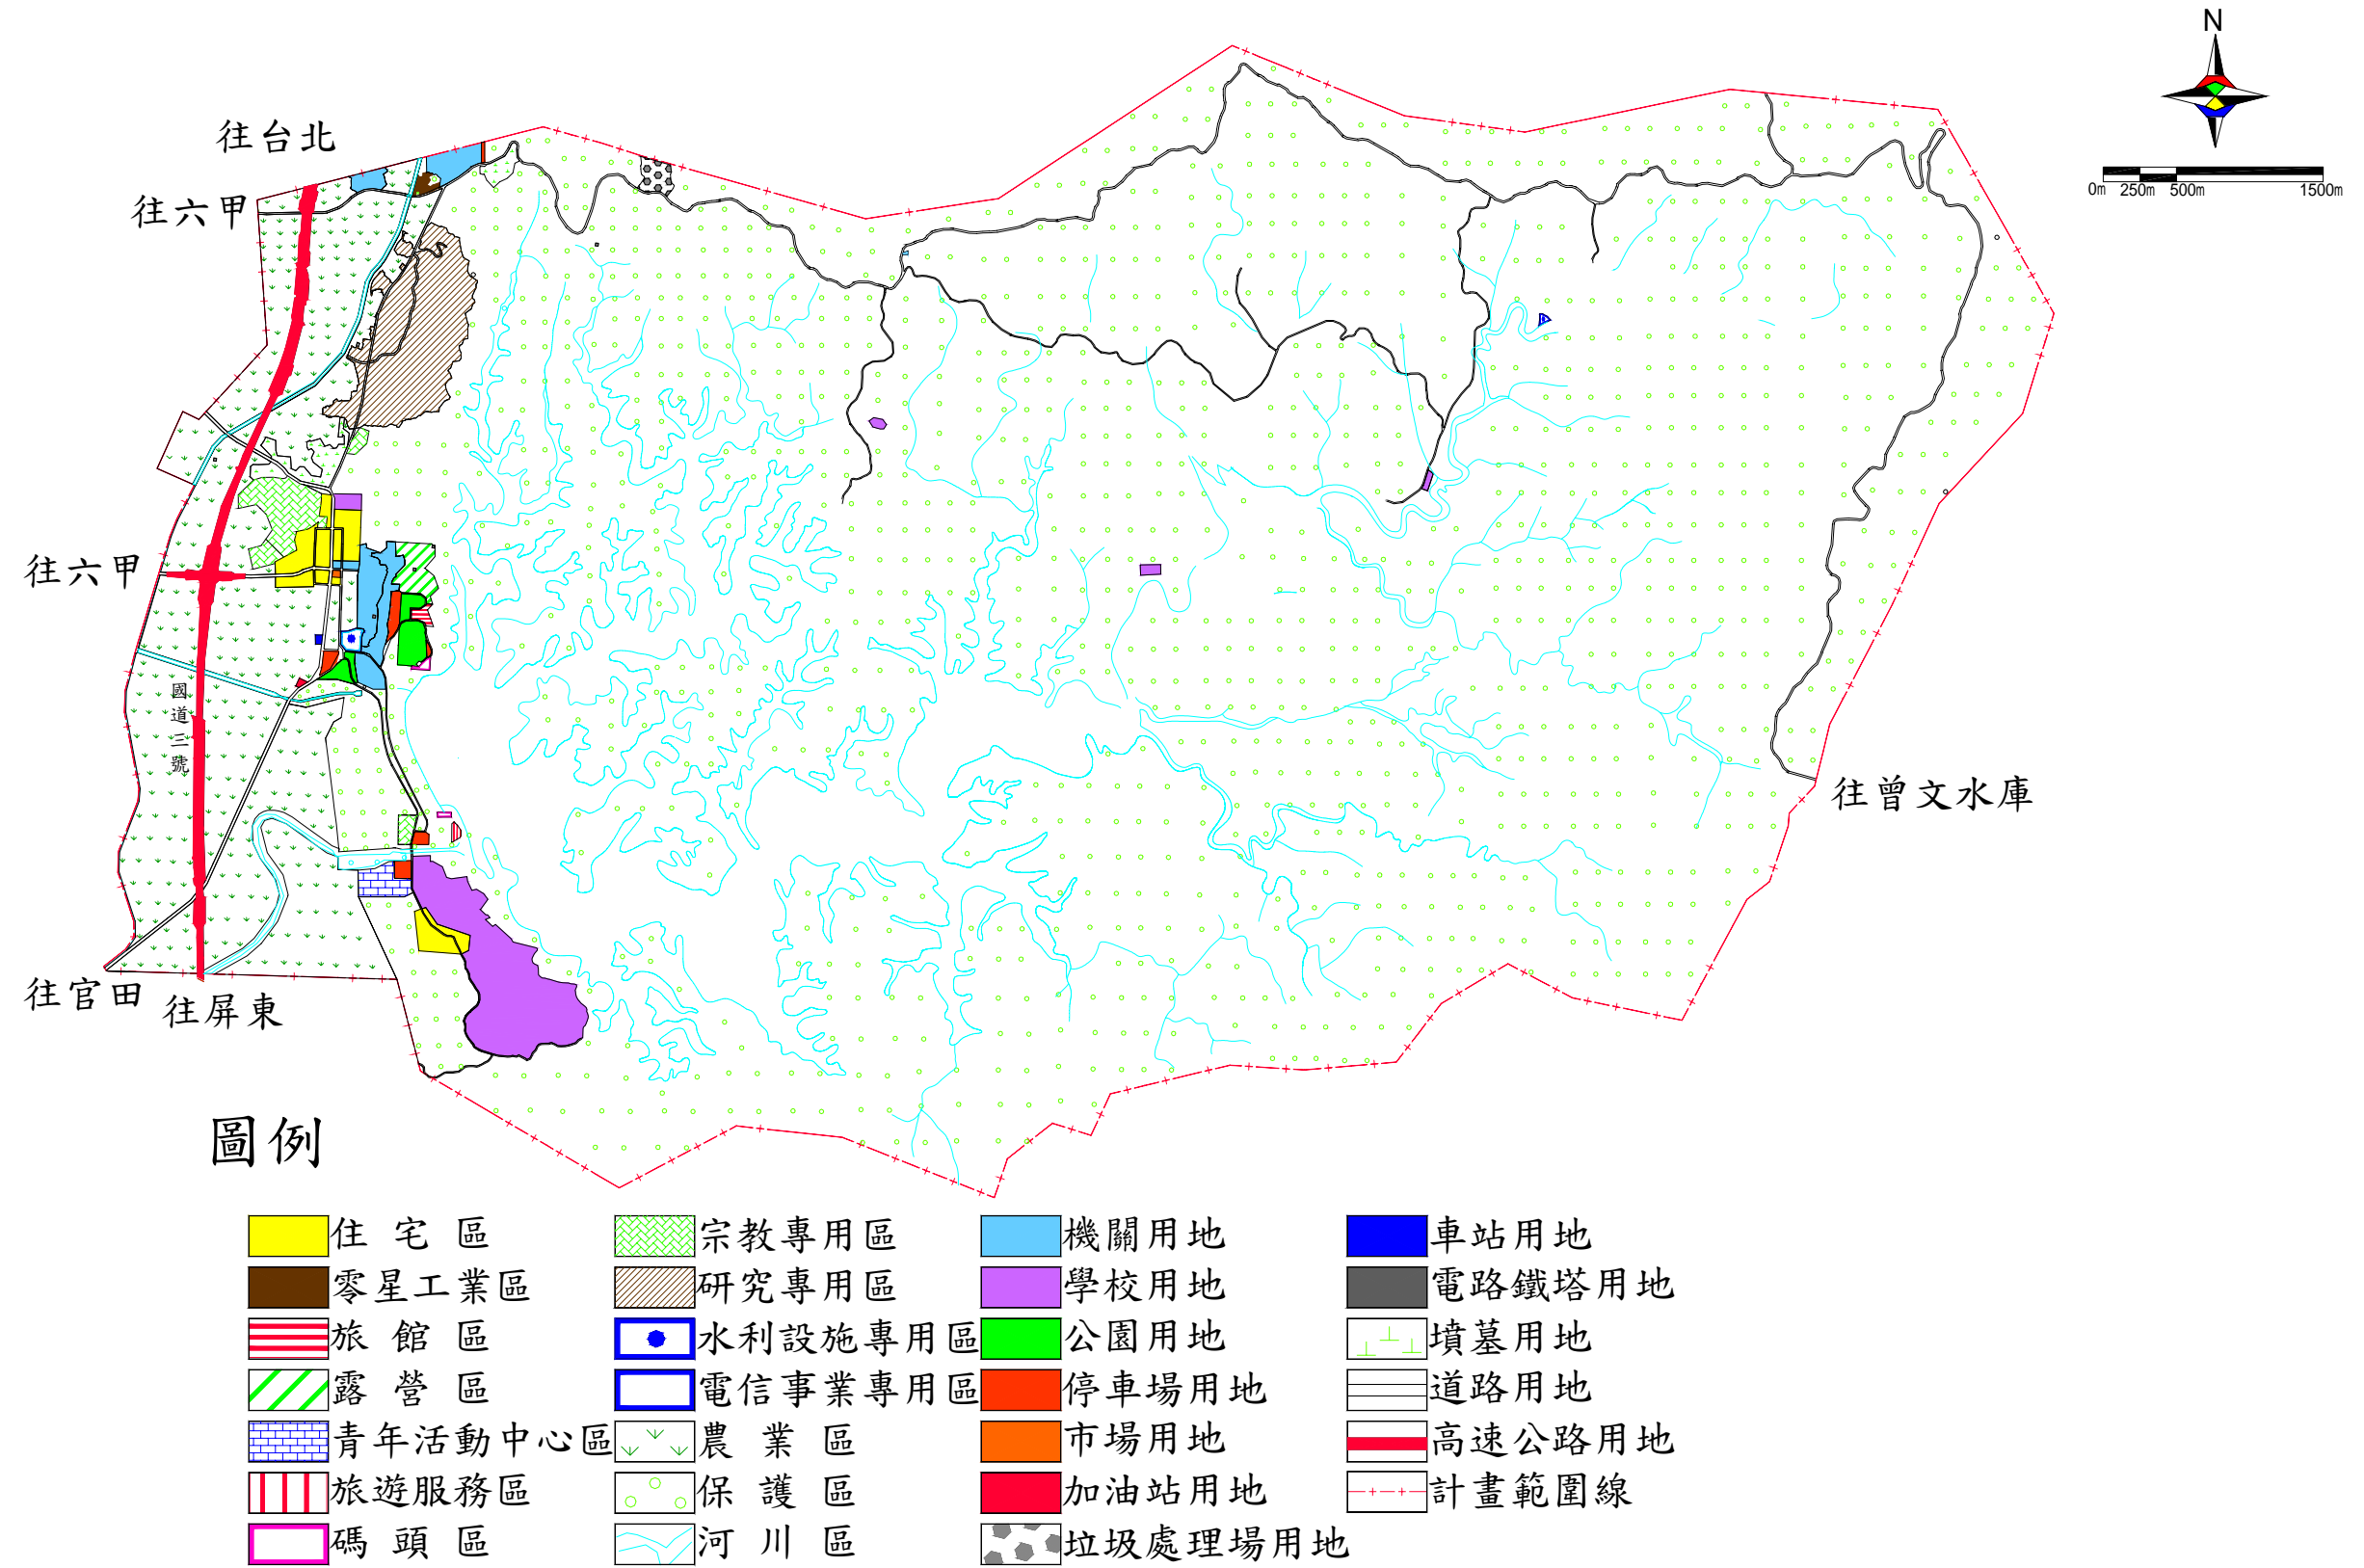 N
0m 250m 500m 1500m
往台北
往六甲
往六甲
國道三號
往曾文水庫
往官田
往屏東
圖例
住宅區
宗教專用區
機關用地
車站用地
零星工業區
研究專用區
學校用地
電路鐵塔用地
旅館區
水利設施專用區
公園用地
墳墓用地
露營區
電信事業專用區
停車場用地
道路用地
青年活動中心區
農業區
市場用地
高速公路用地
旅遊服務區
保護區
加油站用地
計畫範圍線
碼頭區
河川區
垃圾處理場用地